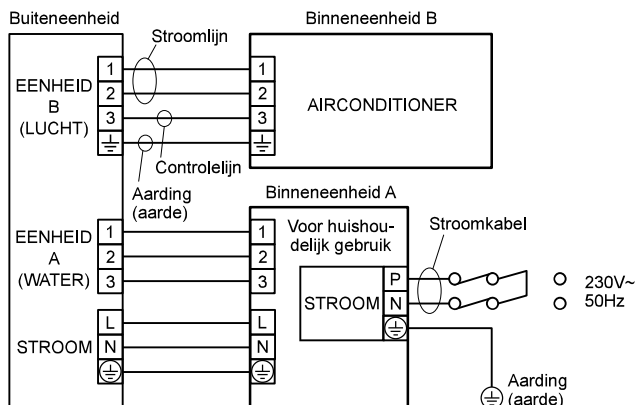 Buiteneenheid
Binneneenheid B
Stroomlijn
EENHEID
B
(LUCHT)
1
2
3
1
2
3
AIRCONDITIONER
Controlelijn
Aarding
(aarde)
Binneneenheid A
EENHEID
A
(WATER)
1
2
3
1
2
3
Voor huishou-
delijk gebruik
Stroomkabel
STROOM
P
N
230V~
50Hz
STROOM
L
N
L
N
Aarding
(aarde)